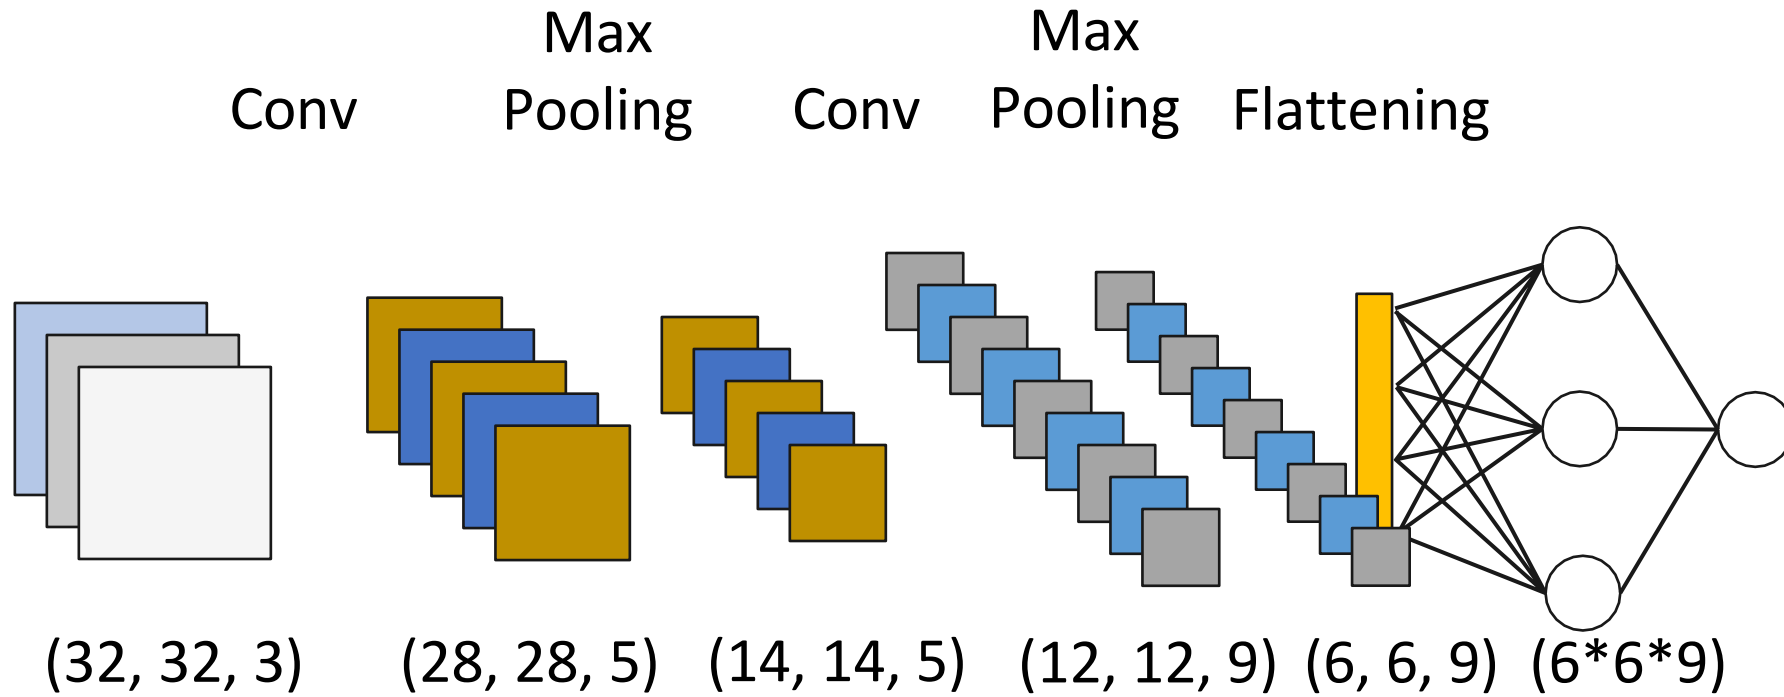 Conv
Max
Pooling
Conv
Max
Pooling
Flattening
(32, 32, 3)
(28, 28, 5)
(14, 14, 5)
(12, 12, 9)
(6, 6, 9)
(6*6*9)